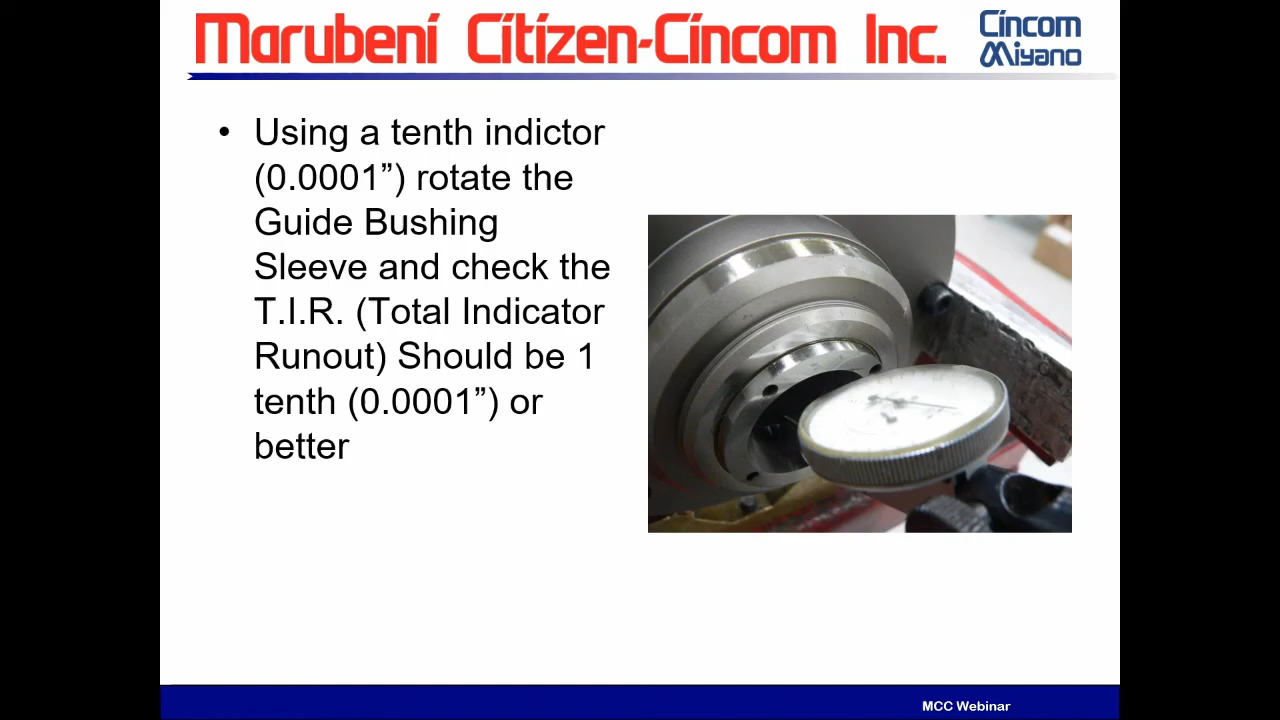 Marubeni Citizen-Cincom Inc.
Cincom
Miyano
• Using a tenth indictor
(0.0001”) rotate the
Guide Bushing
Sleeve and check the
T.I.R. (Total Indicator
Runout) Should be 1
tenth (0.0001”) or
better
MCC Webinar